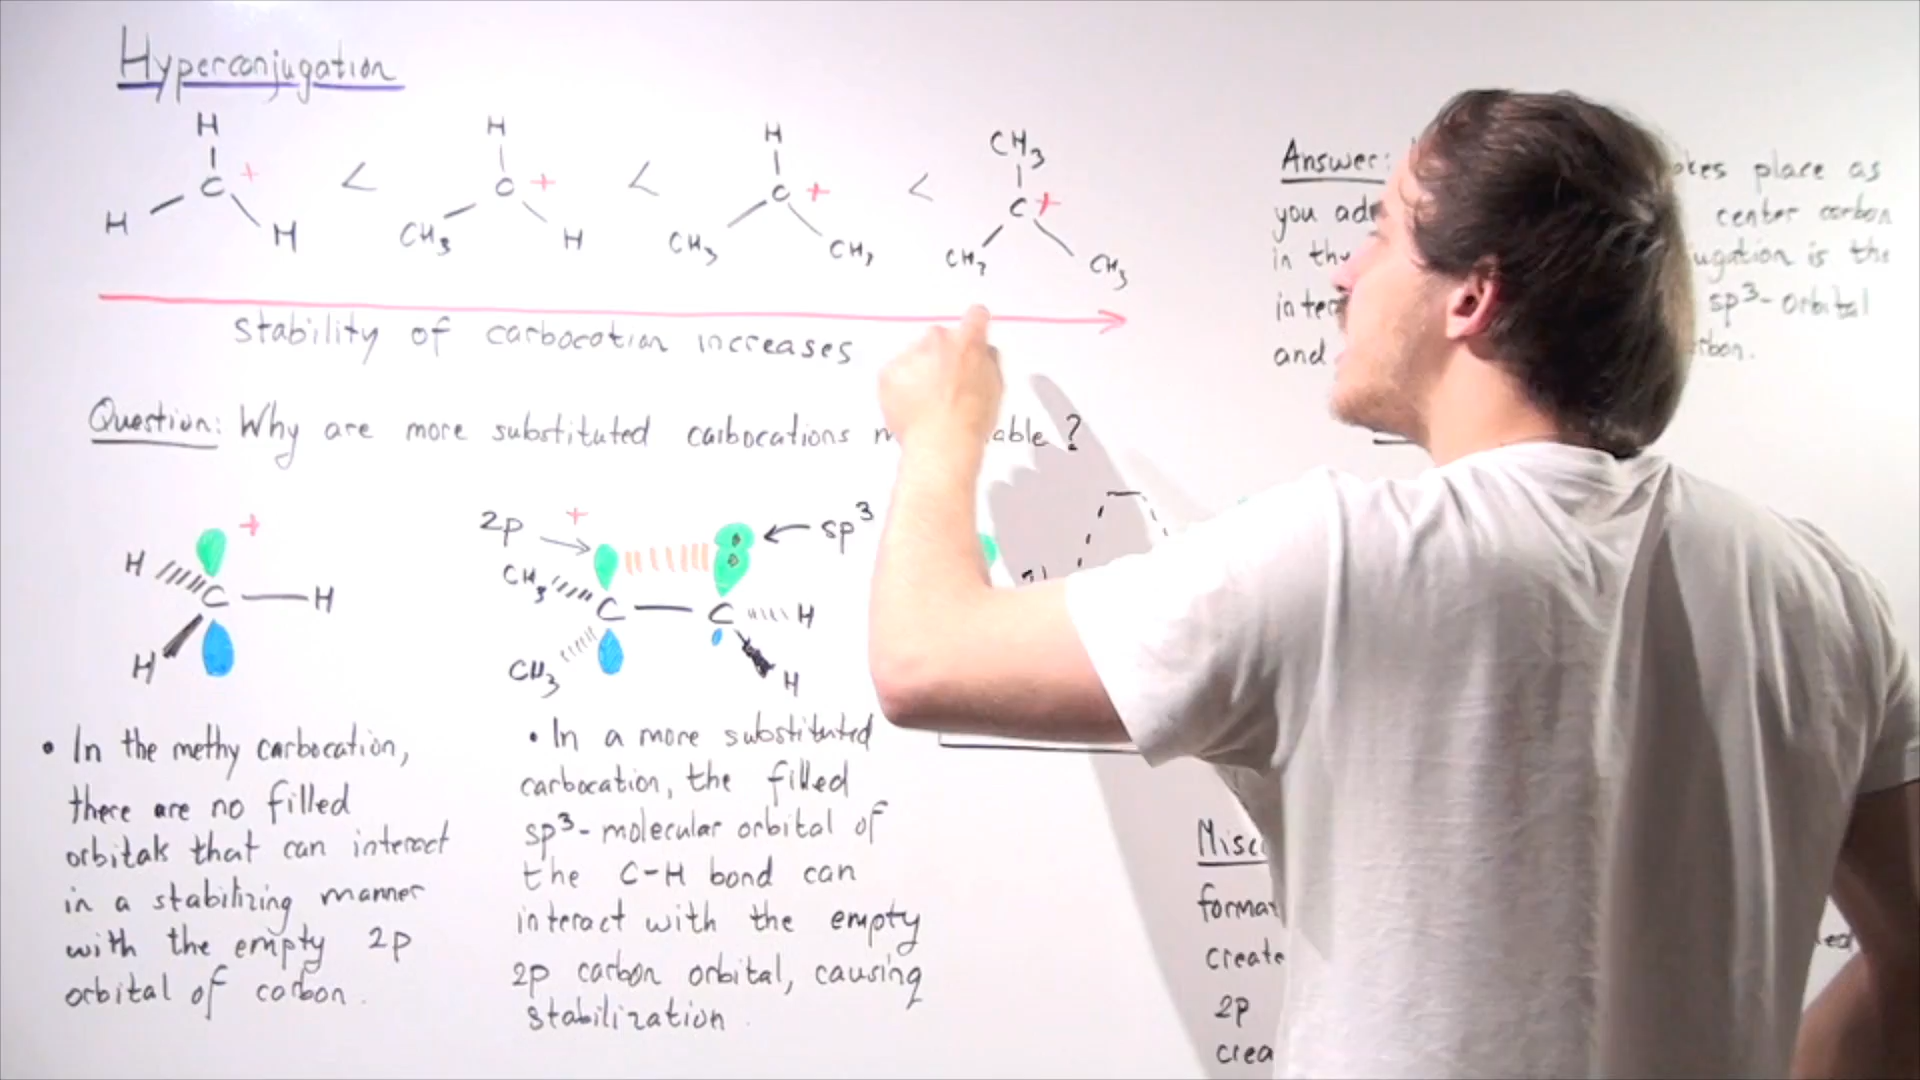 Hyperconjugation
H H H CH3
C + < C + < C + < C +
H H CH3 H CH3 CH3 CH3 CH3
stability of carbocation increases
Question: Why are more substituted carbocations able ?
+ 2p + sp3
H CH3
C H C C H
H CH3 H
• In the methy carbocation,
there are no filled
orbitals that can interact
in a stabilizing manner
with the empty 2p
orbital of carbon.
• In a more substituted
carbocation, the filled
sp3- molecular orbital of
the C-H bond can
interact with the empty
2p carbon orbital, causing
stabilization
Answer: place as
you center carbon
in is the
sp3- orbital
and
create
2p